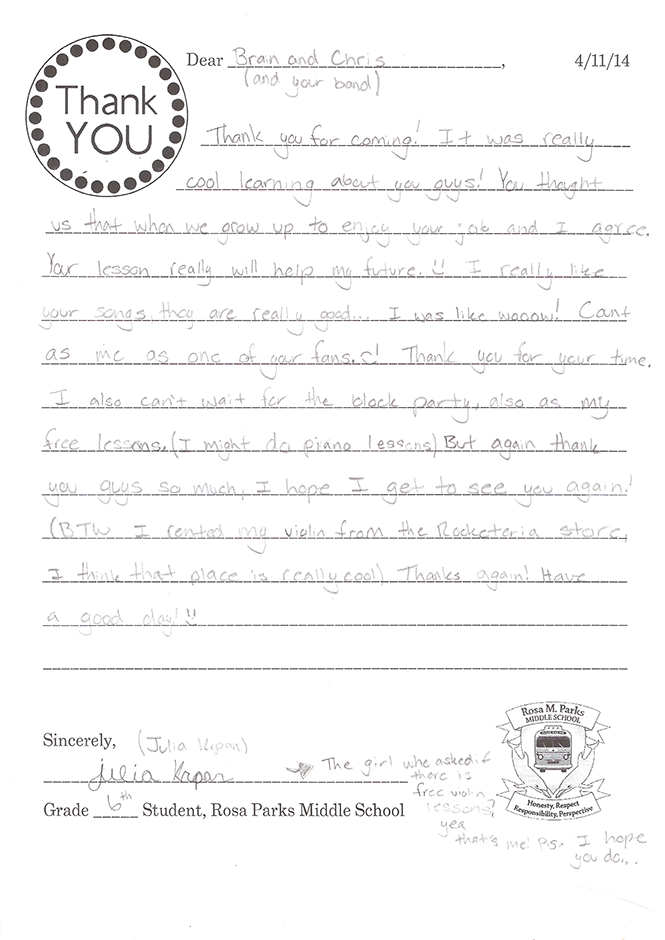 Thank
YOU
Dear Brain and Chris, 4/11/14
(and your band)
Thank you for coming! It was really
cool learning about you guys! You thought
us that when we grow up to enjoy your job and I agree.
Your lesson really will help my future. I really like
your songs, they are really good... I was like wooow! Cant
as me as one of your fans. Thank you for your time.
I also can't wait for the block party, also as my
free lessons. (I might do piano lessons) But again thank
you guys so much, I hope I get to see you again!
(BTW I rented my violin from the Rocketeria store,
I think that place is really cool) Thanks again! Have
a good day!
Sincerely, (Julia Krpan)
Julia Krpan
The girl who asked if
there is
free violin
lessons,
yea
that's me! P.S. I hope
you do...
Grade 6th Student, Rosa Parks Middle School
Rosa M. Parks
MIDDLE SCHOOL
Honesty, Respect
Responsibility, Perspective